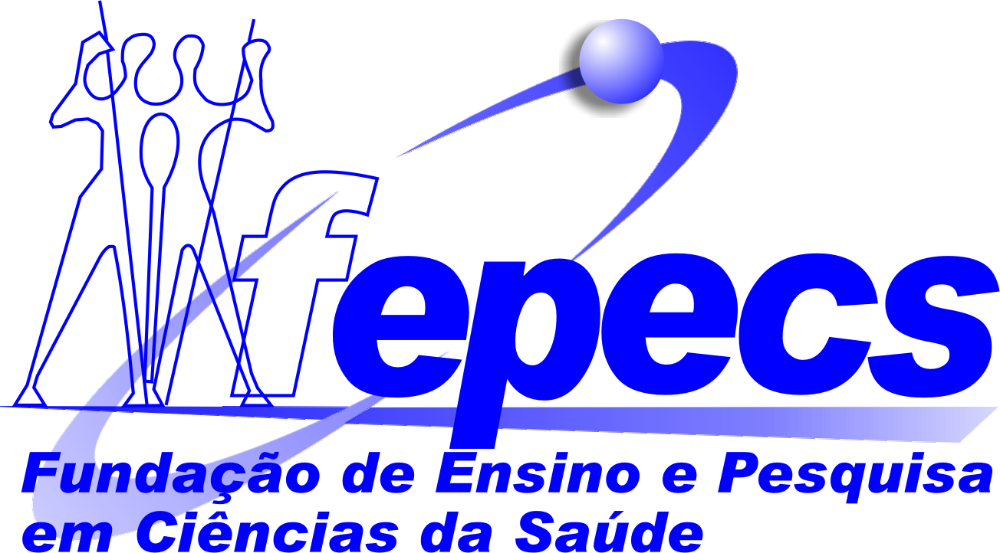 fepecs
Fundação de Ensino e Pesquisa
em Ciências da Saúde